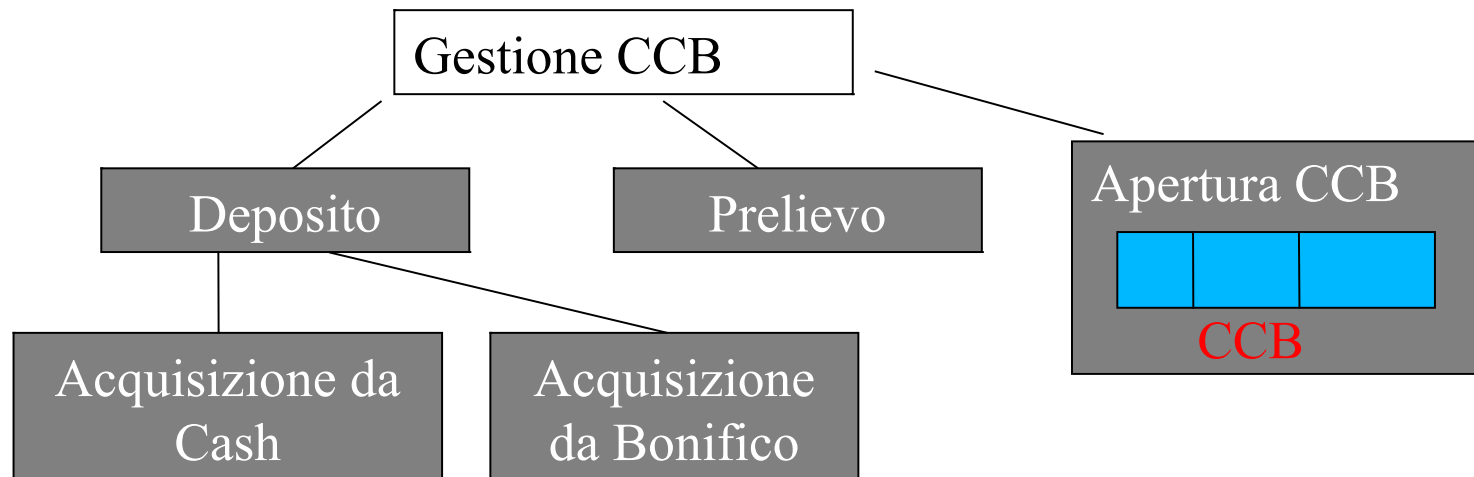 Gestione CCB
Deposito
Prelievo
Apertura CCB
CCB
Acquisizione da
Cash
Acquisizione
da Bonifico